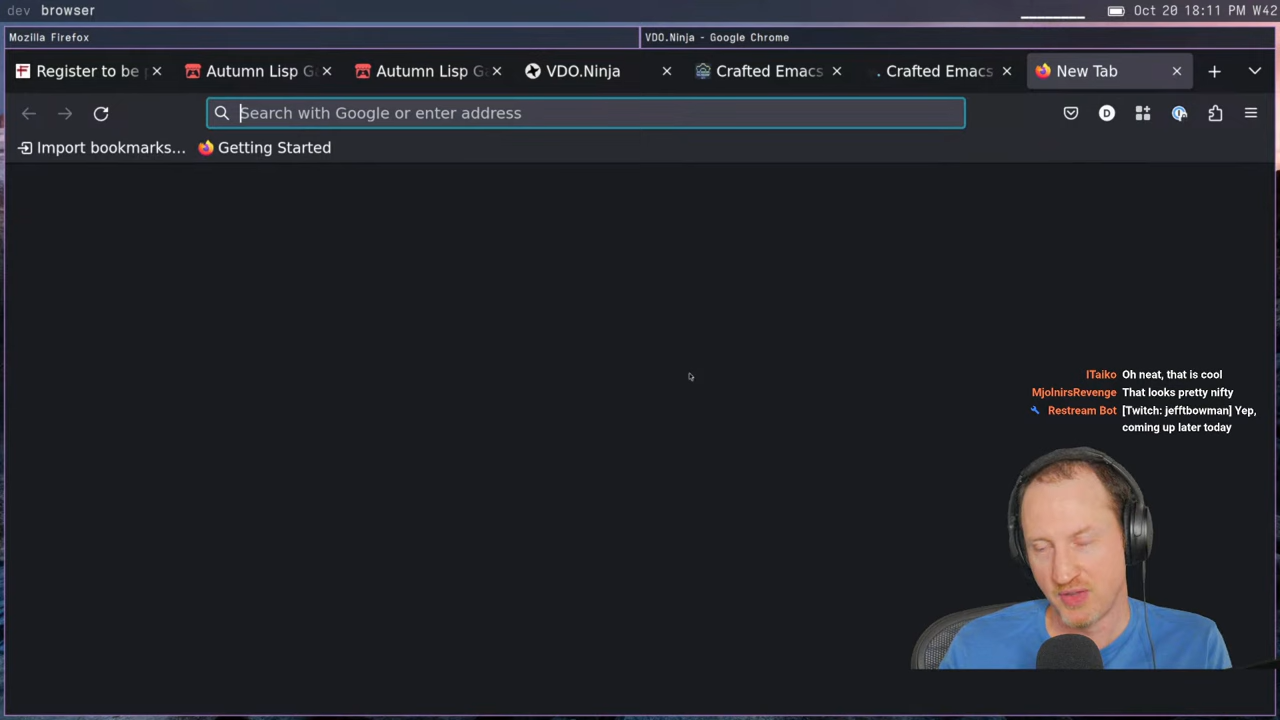 dev browser
Oct 20 18:11 PM W42
Mozilla Firefox
VDO.Ninja - Google Chrome
Register to be
Autumn Lisp G
Autumn Lisp G
VDO.Ninja
Crafted Emacs
. Crafted Emacs
New Tab
Search with Google or enter address
D
Import bookmarks...
Getting Started
ITaiko Oh neat, that is cool
MjolnirsRevenge That looks pretty nifty
Restream Bot [Twitch: jefftbowman] Yep,
coming up later today